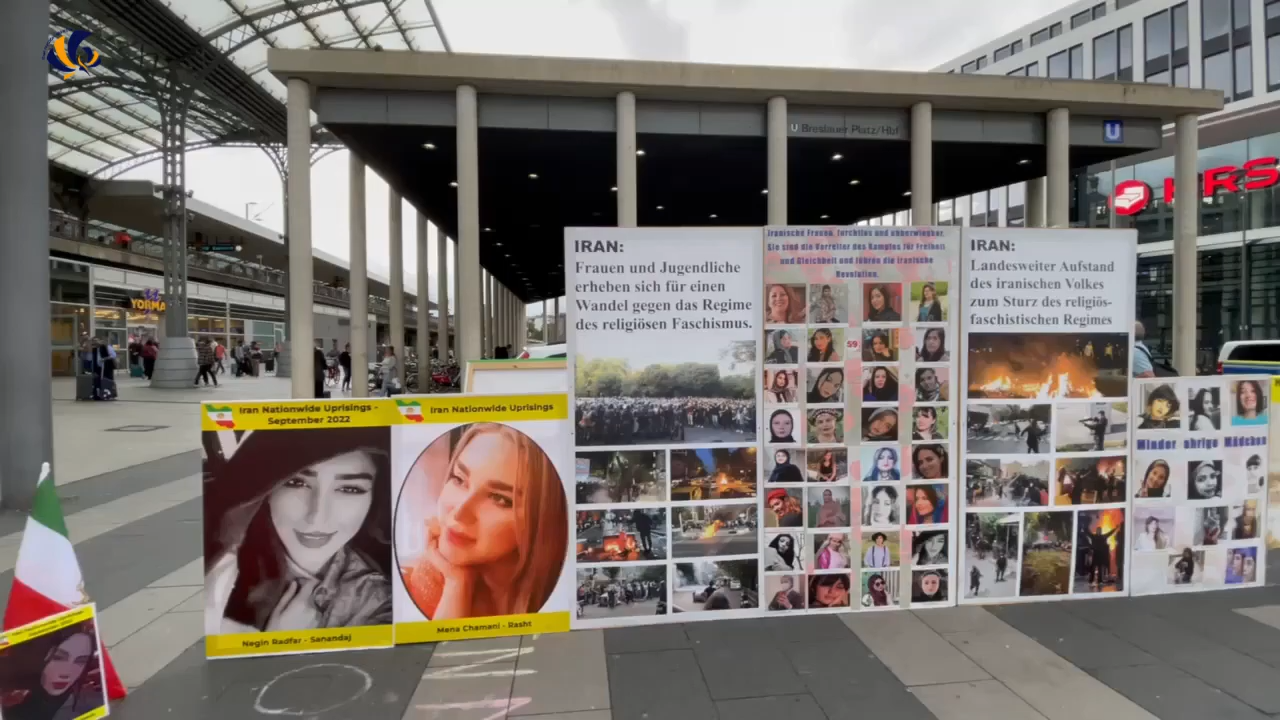 U Breslauer Platz/Hbf
U
YORMA
IRAN:
Frauen und Jugendliche
erheben sich für einen
Wandel gegen das Regime
des religiösen Faschismus.
Iranische Frauen, furchtlos und unbezwingbar,
Sie sind die Vorreiter des Kampfes für Freiheit
und Gleichheit und führen die iranische
Revolution.
59
IRAN:
Landesweiter Aufstand
des iranischen Volkes
zum Sturz des religiös-
faschistischen Regimes
Minder jährige Mädchen
Iran Nationwide Uprisings -
September 2022
Negin Radfar - Sanandaj
Iran Nationwide Uprisings
Mena Chamani - Rasht